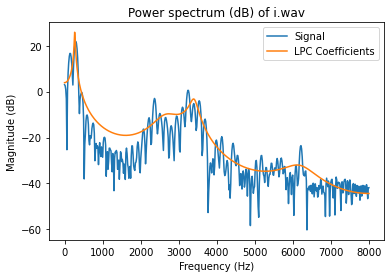 Power spectrum (dB) of i.wav
Signal
LPC Coefficients
Magnitude (dB)
20
0
−20
−40
−60
0 1000 2000 3000 4000 5000 6000 7000 8000
Frequency (Hz)